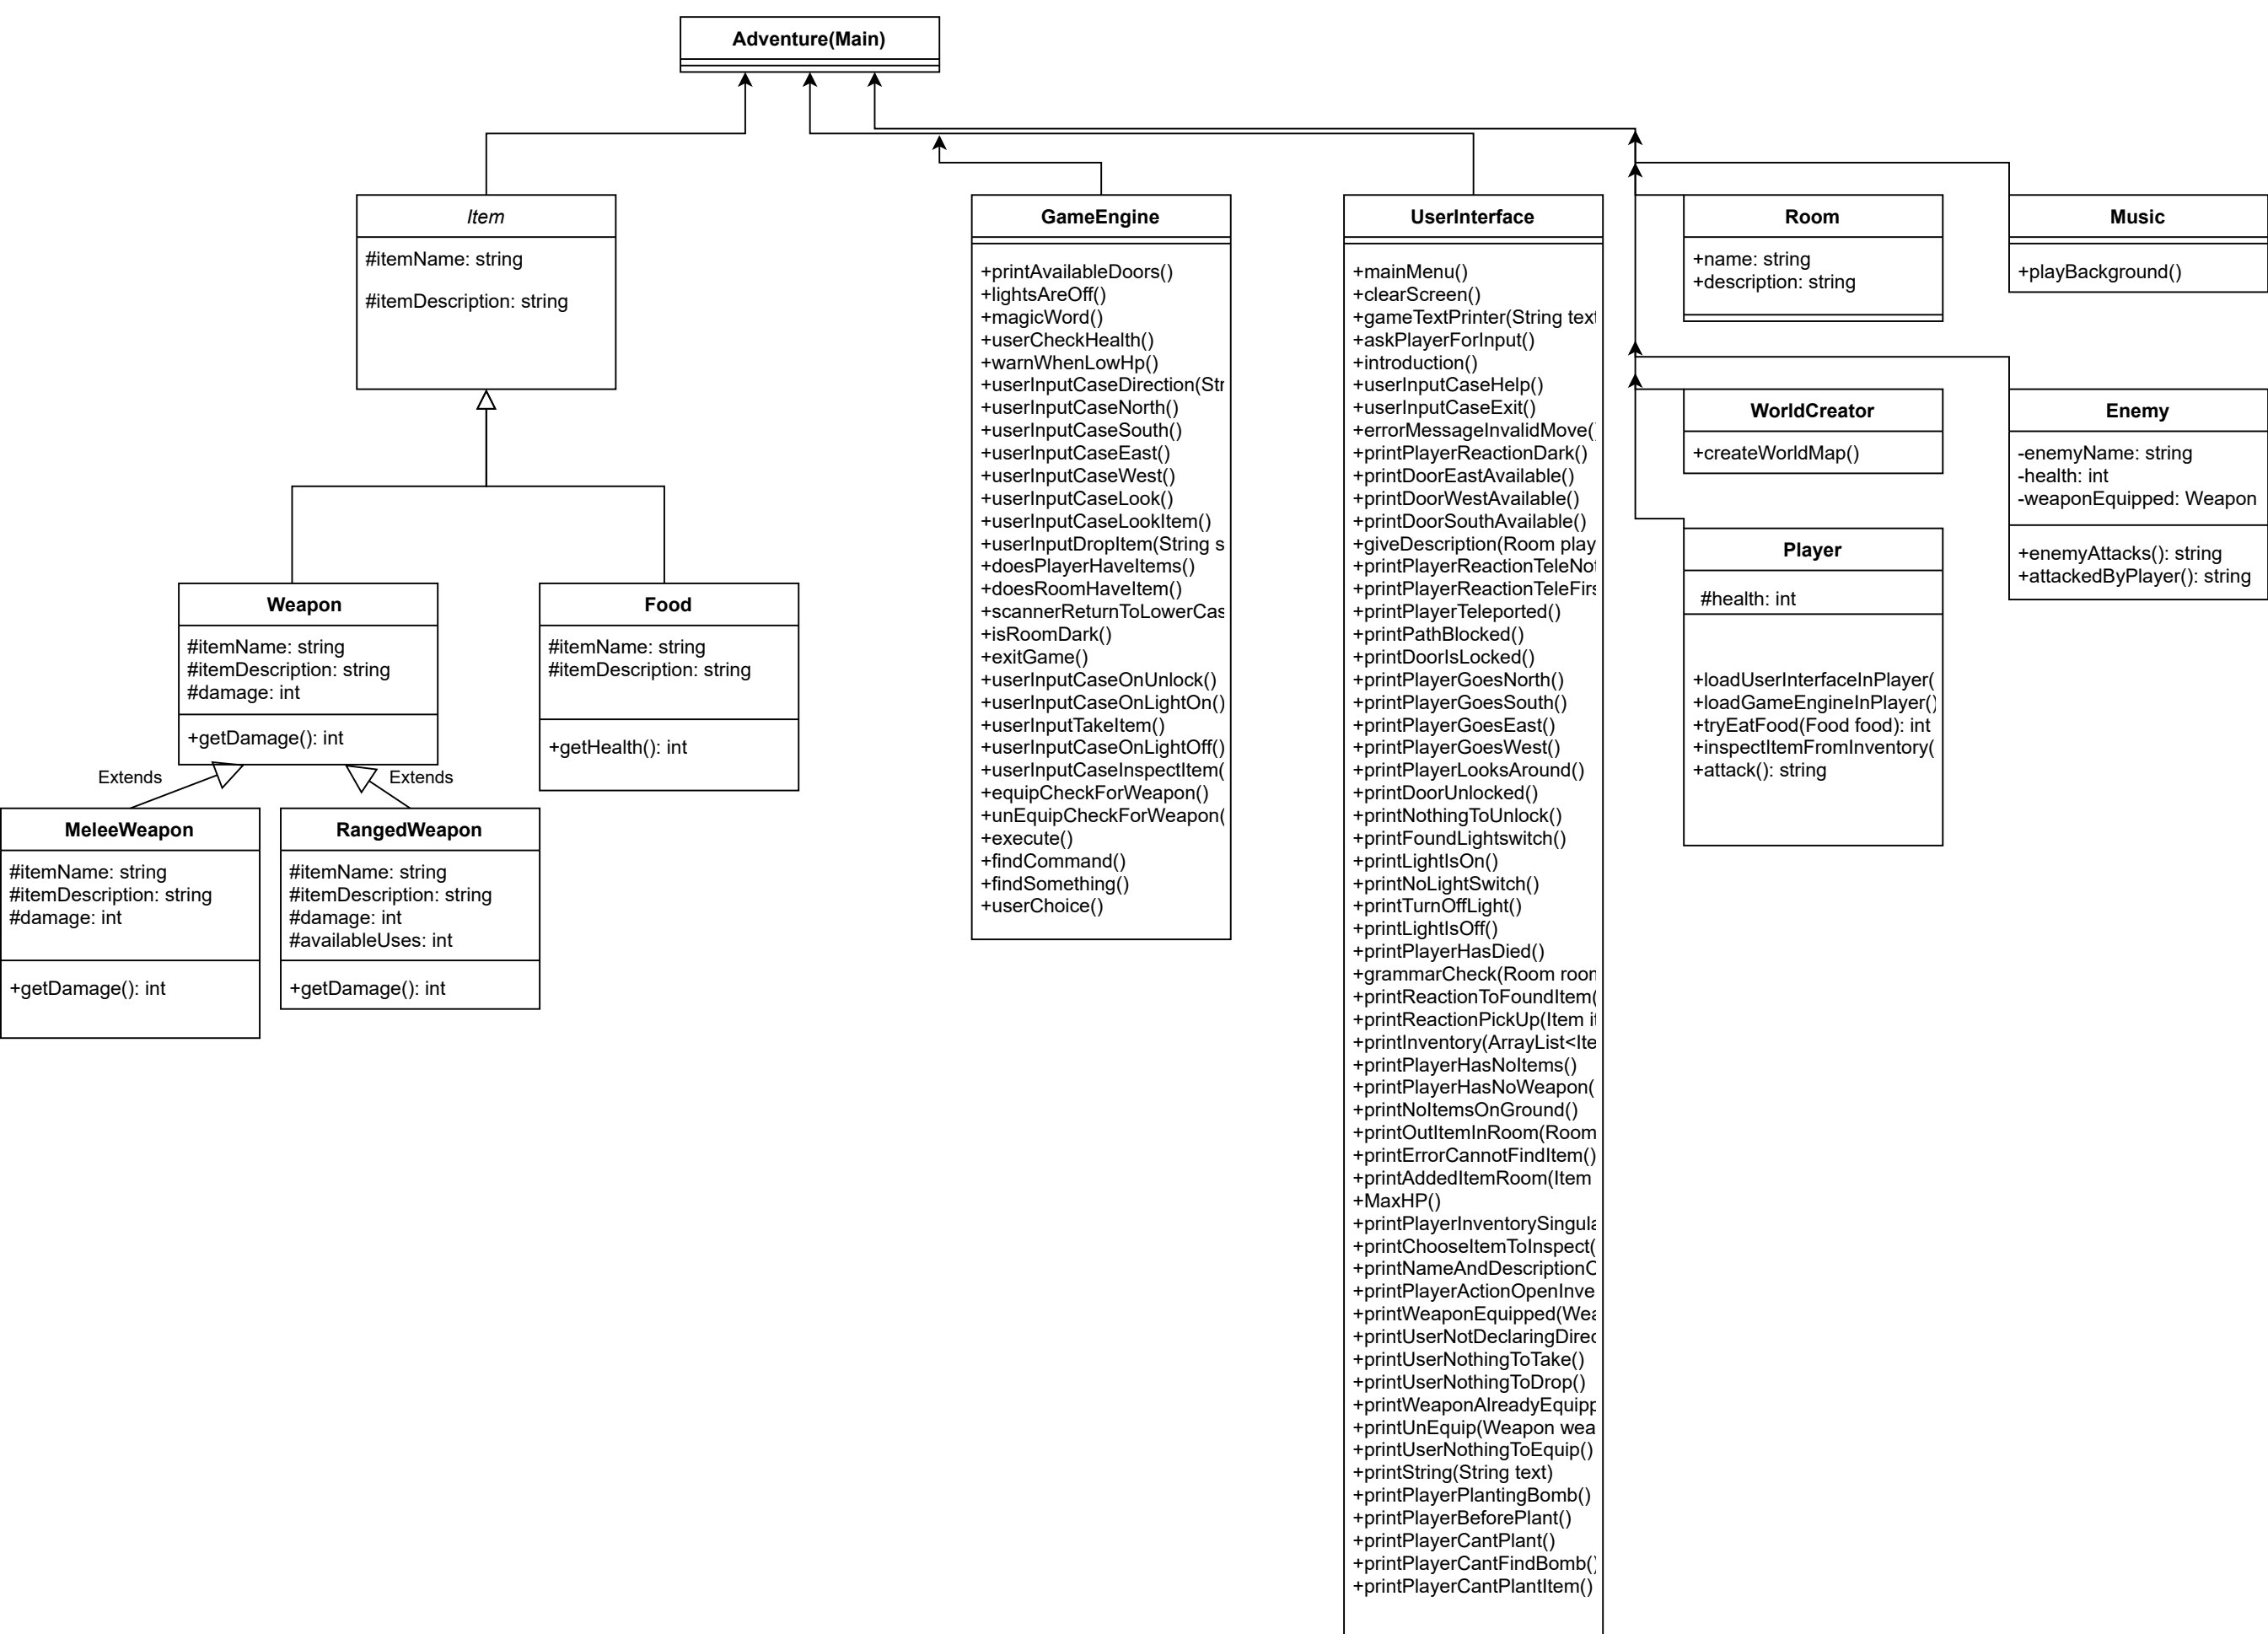 Adventure(Main)
Item
#itemName: string
#itemDescription: string
Weapon
#itemName: string
#itemDescription: string
#damage: int
+getDamage(): int
Food
#itemName: string
#itemDescription: string
+getHealth(): int
Extends
Extends
MeleeWeapon
#itemName: string
#itemDescription: string
#damage: int
+getDamage(): int
RangedWeapon
#itemName: string
#itemDescription: string
#damage: int
#availableUses: int
+getDamage(): int
GameEngine
+printAvailableDoors()
+lightsAreOff()
+magicWord()
+userCheckHealth()
+warnWhenLowHp()
+userInputCaseDirection(Str
+userInputCaseNorth()
+userInputCaseSouth()
+userInputCaseEast()
+userInputCaseWest()
+userInputCaseLook()
+userInputCaseLookItem()
+userInputDropItem(String s
+doesPlayerHaveItems()
+doesRoomHaveItem()
+scannerReturnToLowerCas
+isRoomDark()
+exitGame()
+userInputCaseOnUnlock()
+userInputCaseOnLightOn()
+userInputTakeItem()
+userInputCaseOnLightOff()
+userInputCaseInspectItem(
+equipCheckForWeapon()
+unEquipCheckForWeapon(
+execute()
+findCommand()
+findSomething()
+userChoice()
UserInterface
+mainMenu()
+clearScreen()
+gameTextPrinter(String text
+askPlayerForInput()
+introduction()
+userInputCaseHelp()
+userInputCaseExit()
+errorMessageInvalidMove()
+printPlayerReactionDark()
+printDoorEastAvailable()
+printDoorWestAvailable()
+printDoorSouthAvailable()
+giveDescription(Room play
+printPlayerReactionTeleNot
+printPlayerReactionTeleFirs
+printPlayerTeleported()
+printPathBlocked()
+printDoorIsLocked()
+printPlayerGoesNorth()
+printPlayerGoesSouth()
+printPlayerGoesEast()
+printPlayerGoesWest()
+printPlayerLooksAround()
+printDoorUnlocked()
+printNothingToUnlock()
+printFoundLightswitch()
+printLightIsOn()
+printNoLightSwitch()
+printTurnOffLight()
+printLightIsOff()
+printPlayerHasDied()
+grammarCheck(Room room
+printReactionToFoundItem(
+printReactionPickUp(Item it
+printInventory(ArrayList<Ite
+printPlayerHasNoItems()
+printPlayerHasNoWeapon(
+printNoItemsOnGround()
+printOutItemInRoom(Room
+printErrorCannotFindItem()
+printAddedItemRoom(Item
+MaxHP()
+printPlayerInventorySingula
+printChooseItemToInspect(
+printNameAndDescriptionO
+printPlayerActionOpenInve
+printWeaponEquipped(Wea
+printUserNotDeclaringDirec
+printUserNothingToTake()
+printUserNothingToDrop()
+printWeaponAlreadyEquipp
+printUnEquip(Weapon wea
+printUserNothingToEquip()
+printString(String text)
+printPlayerPlantingBomb()
+printPlayerBeforePlant()
+printPlayerCantPlant()
+printPlayerCantFindBomb()
+printPlayerCantPlantItem()
Room
+name: string
+description: string
Music
+playBackground()
WorldCreator
+createWorldMap()
Enemy
-enemyName: string
-health: int
-weaponEquipped: Weapon
+enemyAttacks(): string
+attackedByPlayer(): string
Player
#health: int
+loadUserInterfaceInPlayer(
+loadGameEngineInPlayer()
+tryEatFood(Food food): int
+inspectItemFromInventory(
+attack(): string